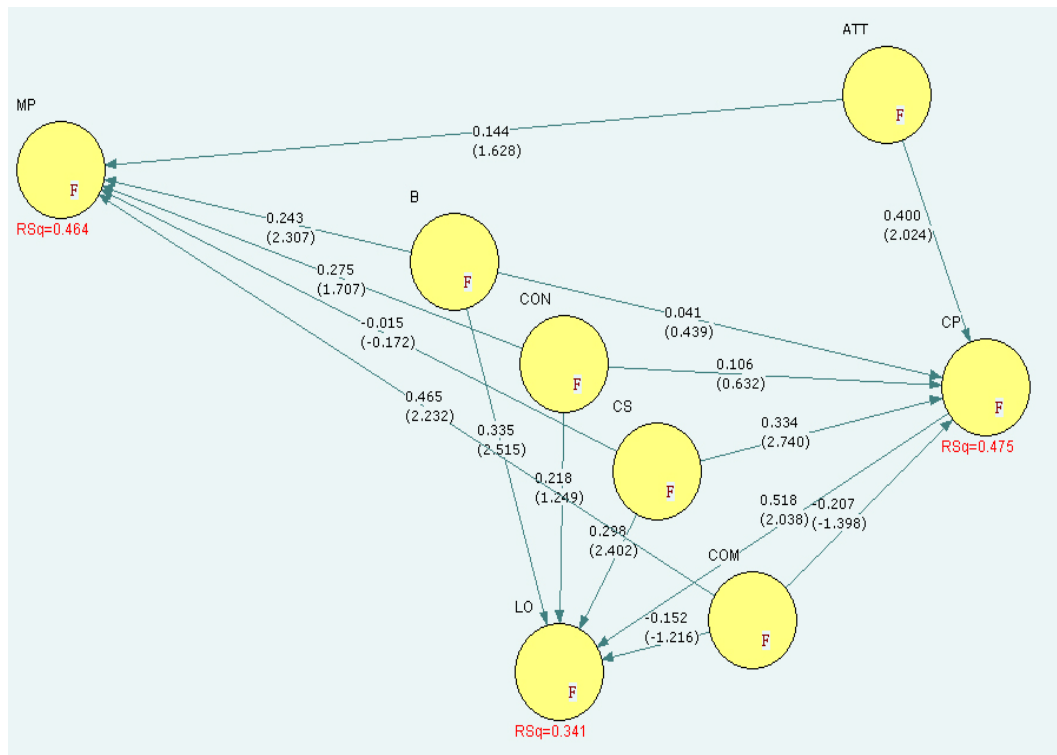 ATT
F
MP
F
RSq=0.464
0.144
(1.628)
B
F
0.243
(2.307)
0.400
(2.024)
0.275
(1.707)
CON
F
0.041
(0.439)
CP
F
RSq=0.475
-0.015
(-0.172)
0.106
(0.632)
CS
F
0.465
(2.232)
0.334
(2.740)
0.335
(2.515)
0.218
(1.249)
0.518
(2.038)
-0.207
(-1.398)
0.298
(2.402)
COM
F
LO
F
RSq=0.341
-0.152
(-1.216)